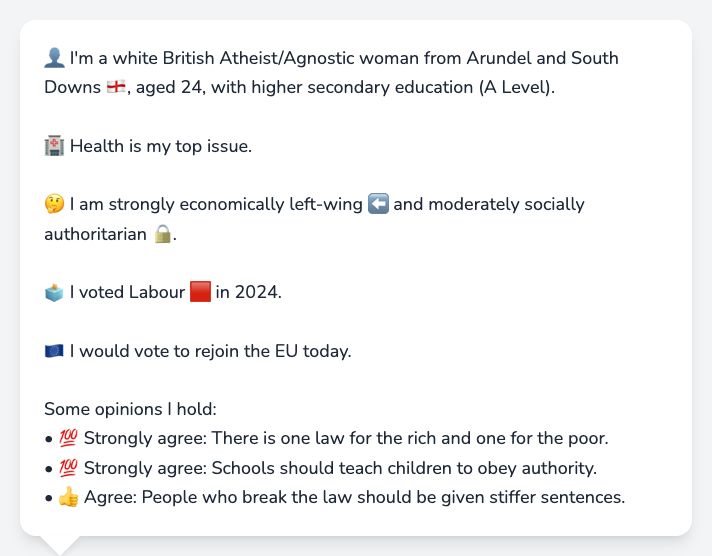 👤 I'm a white British Atheist/Agnostic woman from Arundel and South
Downs 🏴󠁧󠁢󠁥󠁮󠁧󠁿, aged 24, with higher secondary education (A Level).
🏥 Health is my top issue.
🤔 I am strongly economically left-wing ⬅️ and moderately socially
authoritarian 🔒.
🗳️ I voted Labour 🟥 in 2024.
🇪🇺 I would vote to rejoin the EU today.
Some opinions I hold:
• 💯 Strongly agree: There is one law for the rich and one for the poor.
• 💯 Strongly agree: Schools should teach children to obey authority.
• 👍 Agree: People who break the law should be given stiffer sentences.